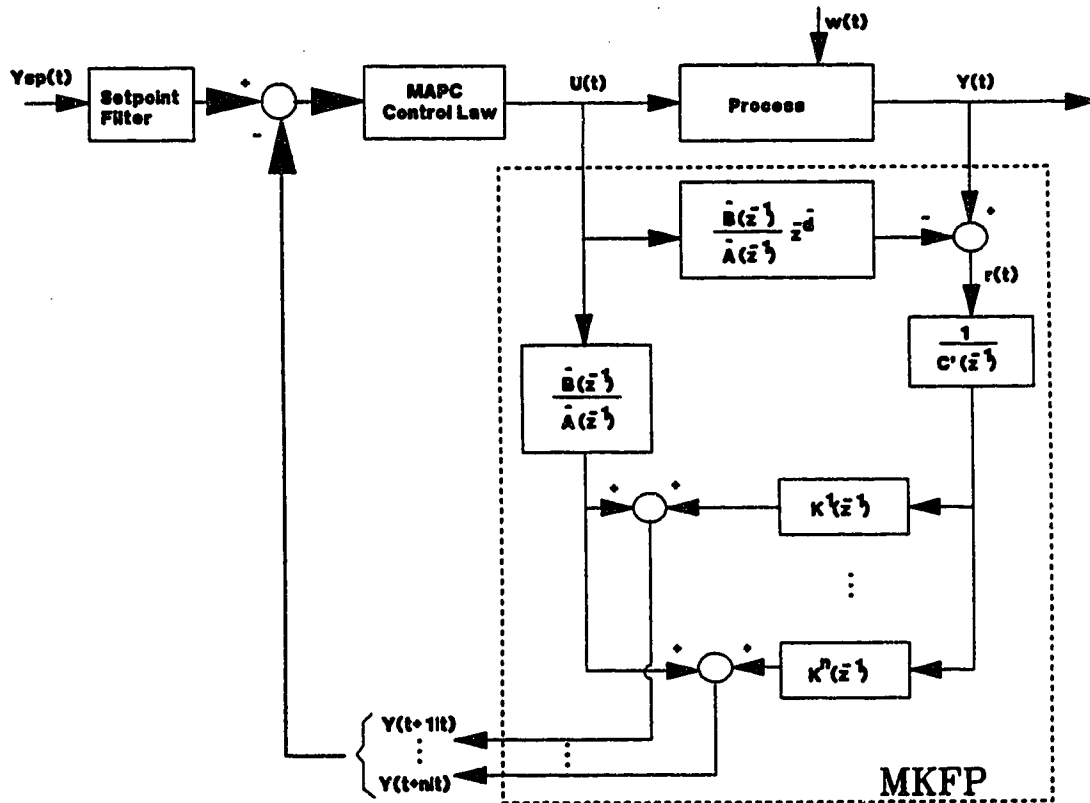 w(t)
Ysp(t)
Setpoint
Filter
+
-
MAPC
Control Law
U(t)
Process
Y(t)
B̂(z⁻¹)
Â(z⁻¹)
z⁻ᵈ̂
-
+
r(t)
1
C'(z⁻¹)
B̂(z⁻¹)
Â(z⁻¹)
+
+
K¹(z⁻¹)
⋮
+
+
Kⁿ(z⁻¹)
Y(t+1|t)
⋮
⋮
Y(t+n|t)
MKFP